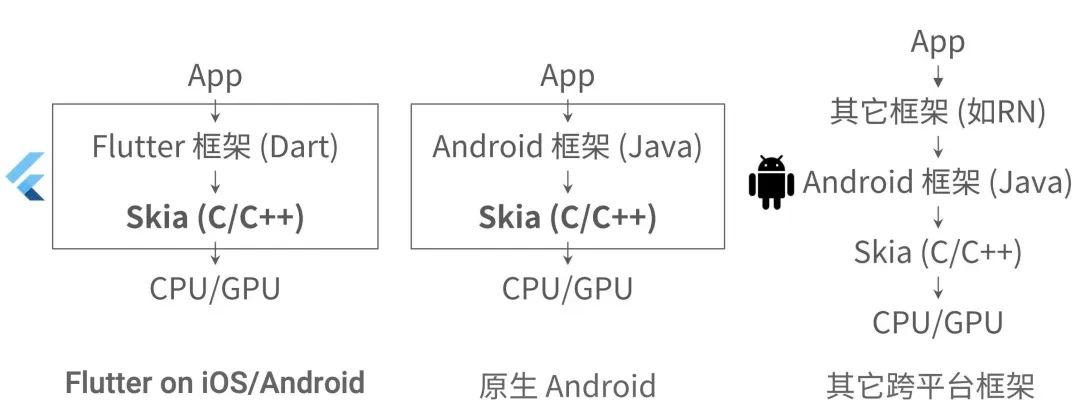 App
Flutter 框架 (Dart)
Skia (C/C++)
CPU/GPU
Flutter on iOS/Android
App
Android 框架 (Java)
Skia (C/C++)
CPU/GPU
原生 Android
App
其它框架 (如RN)
Android 框架 (Java)
Skia (C/C++)
CPU/GPU
其它跨平台框架